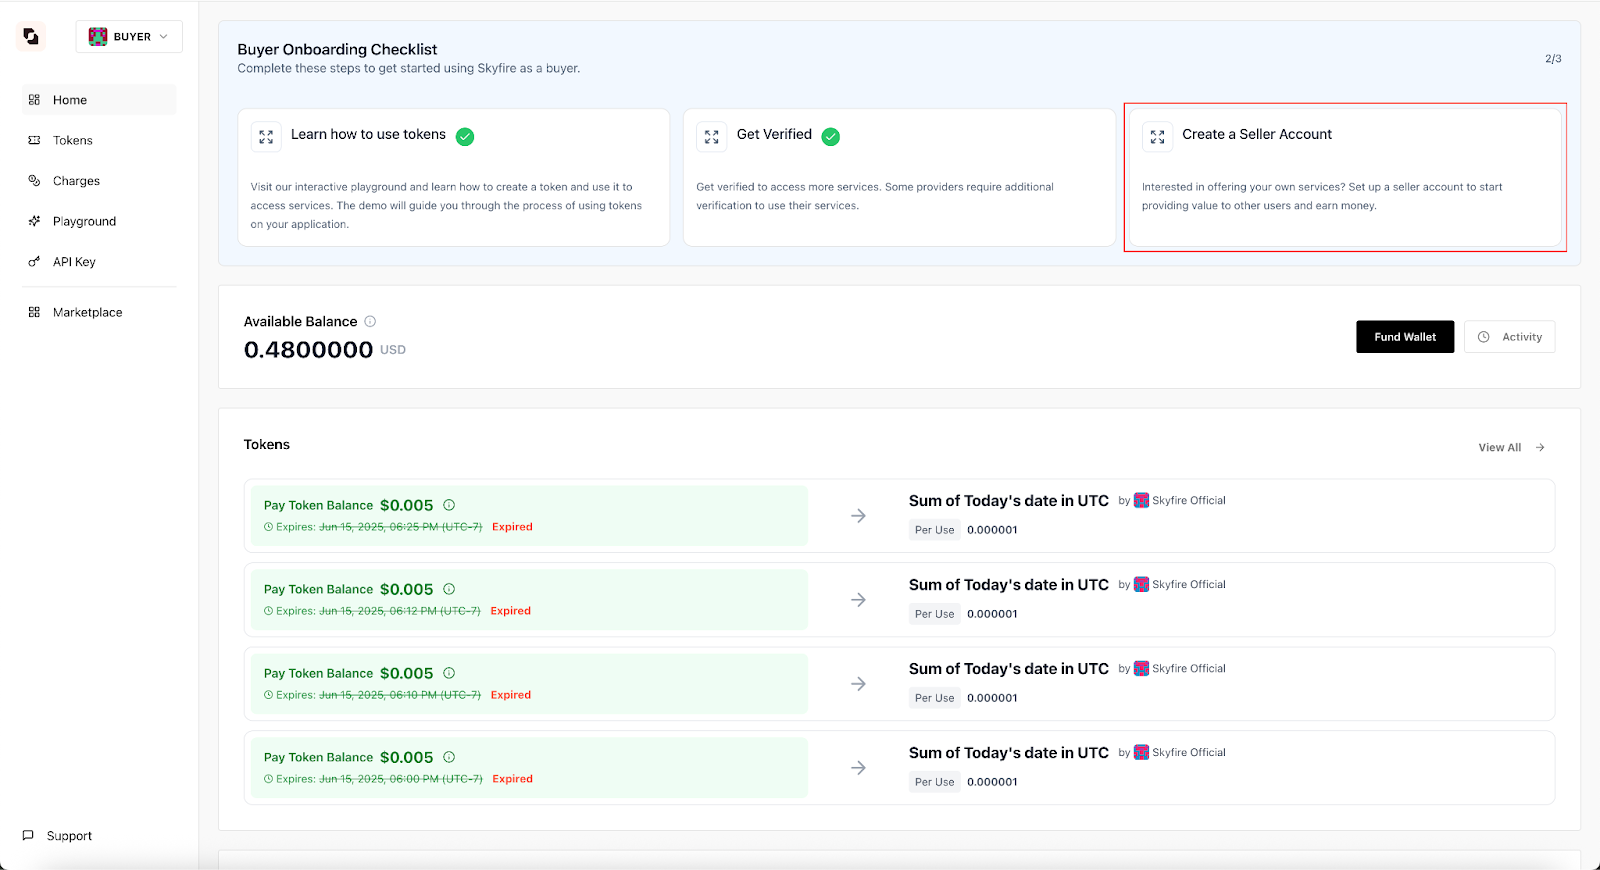 BUYER
Home
Tokens
Charges
Playground
API Key
Marketplace
Support
Buyer Onboarding Checklist
Complete these steps to get started using Skyfire as a buyer.
2/3
Learn how to use tokens
Visit our interactive playground and learn how to create a token and use it to
access services. The demo will guide you through the process of using tokens
on your application.
Get Verified
Get verified to access more services. Some providers require additional
verification to use their services.
Create a Seller Account
Interested in offering your own services? Set up a seller account to start
providing value to other users and earn money.
Available Balance
0.4800000 USD
Fund Wallet
Activity
Tokens
View All
Pay Token Balance $0.005
Expires: Jun 15, 2025, 06:25 PM (UTC-7) Expired
Sum of Today's date in UTC by Skyfire Official
Per Use 0.000001
Pay Token Balance $0.005
Expires: Jun 15, 2025, 06:12 PM (UTC-7) Expired
Sum of Today's date in UTC by Skyfire Official
Per Use 0.000001
Pay Token Balance $0.005
Expires: Jun 15, 2025, 06:10 PM (UTC-7) Expired
Sum of Today's date in UTC by Skyfire Official
Per Use 0.000001
Pay Token Balance $0.005
Expires: Jun 15, 2025, 06:00 PM (UTC-7) Expired
Sum of Today's date in UTC by Skyfire Official
Per Use 0.000001